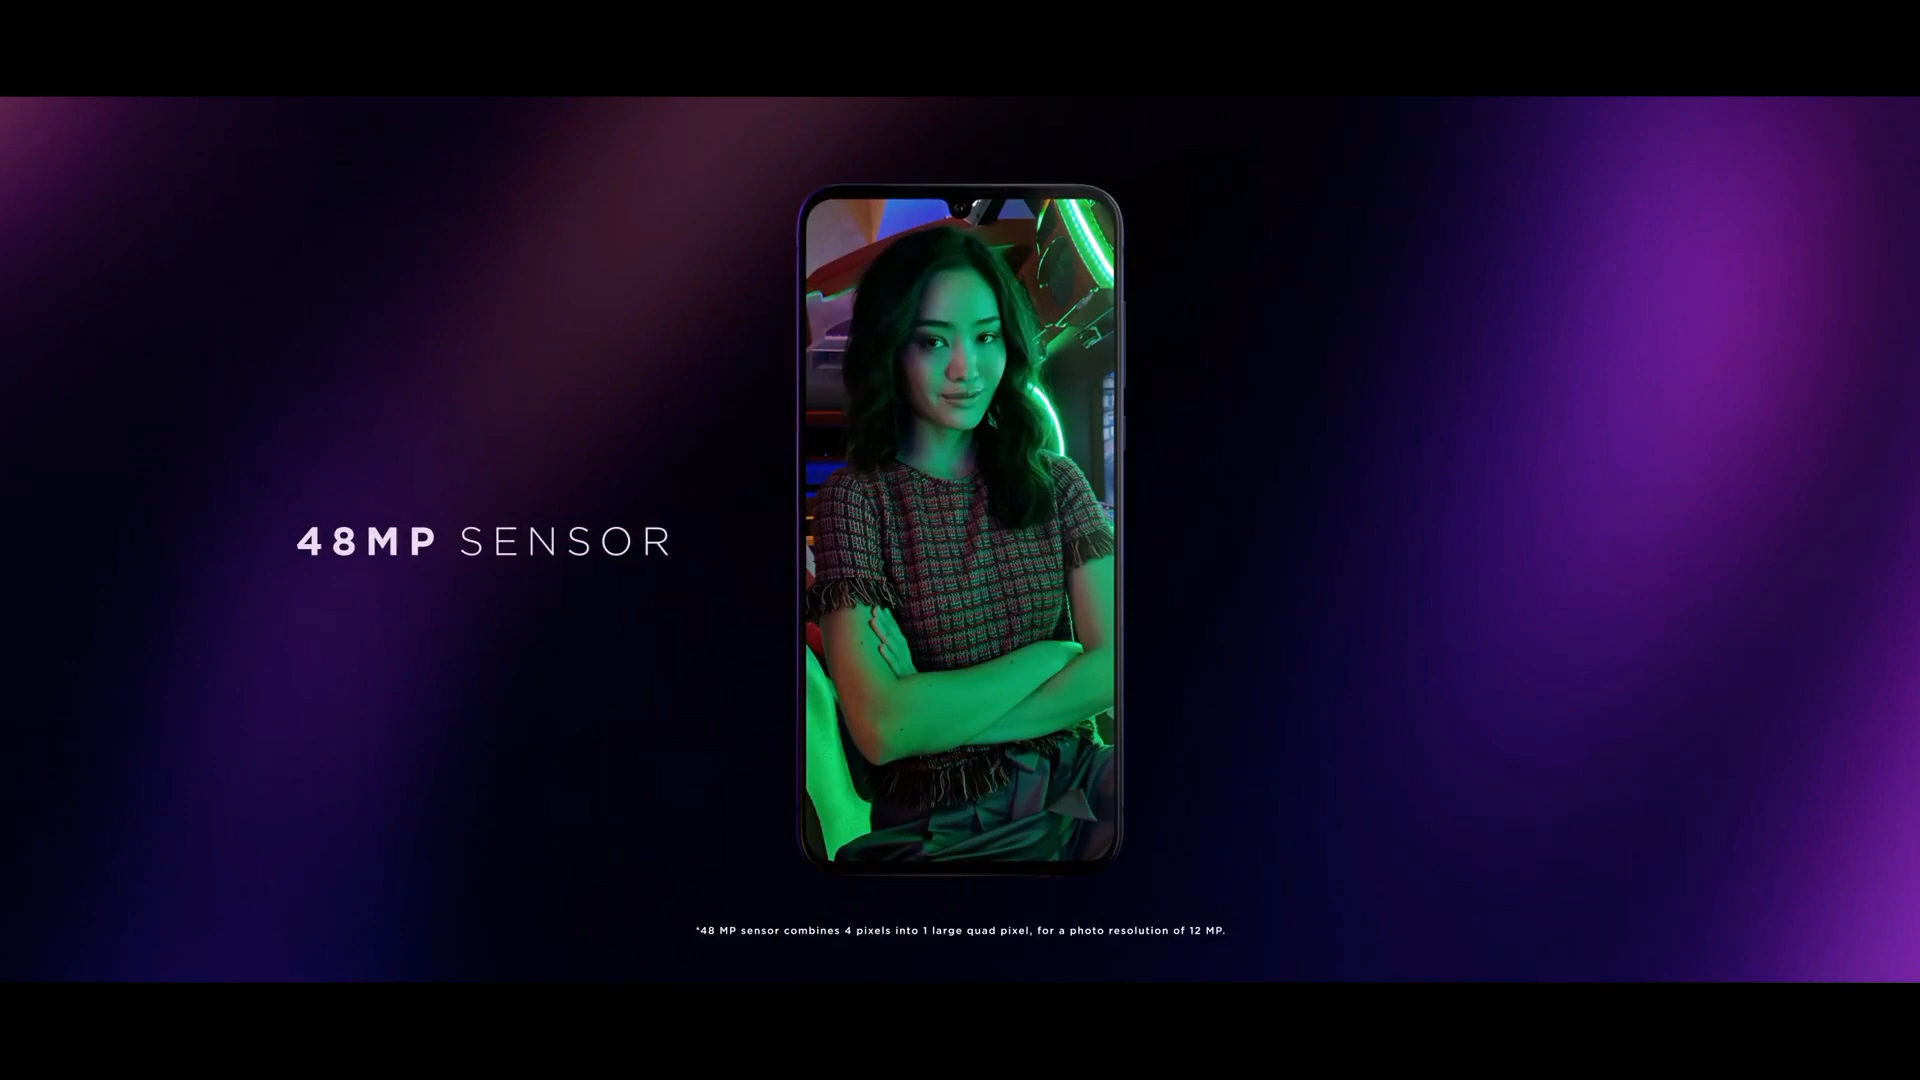 48MP SENSOR
*48 MP sensor combines 4 pixels into 1 large quad pixel, for a photo resolution of 12 MP.